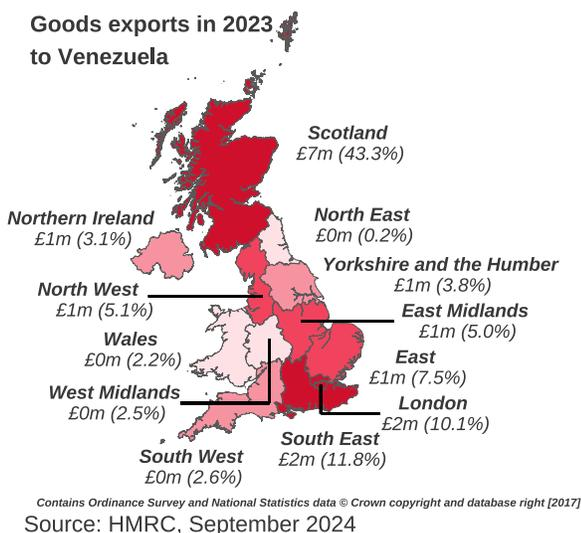 Goods exports in 2023
to Venezuela
Scotland
£7m (43.3%)
Northern Ireland
£1m (3.1%)
North East
£0m (0.2%)
Yorkshire and the Humber
£1m (3.8%)
North West
£1m (5.1%)
East Midlands
£1m (5.0%)
Wales
£0m (2.2%)
East
£1m (7.5%)
West Midlands
£0m (2.5%)
London
£2m (10.1%)
South East
£2m (11.8%)
South West
£0m (2.6%)
Contains Ordinance Survey and National Statistics data © Crown copyright and database right [2017]
Source: HMRC, September 2024